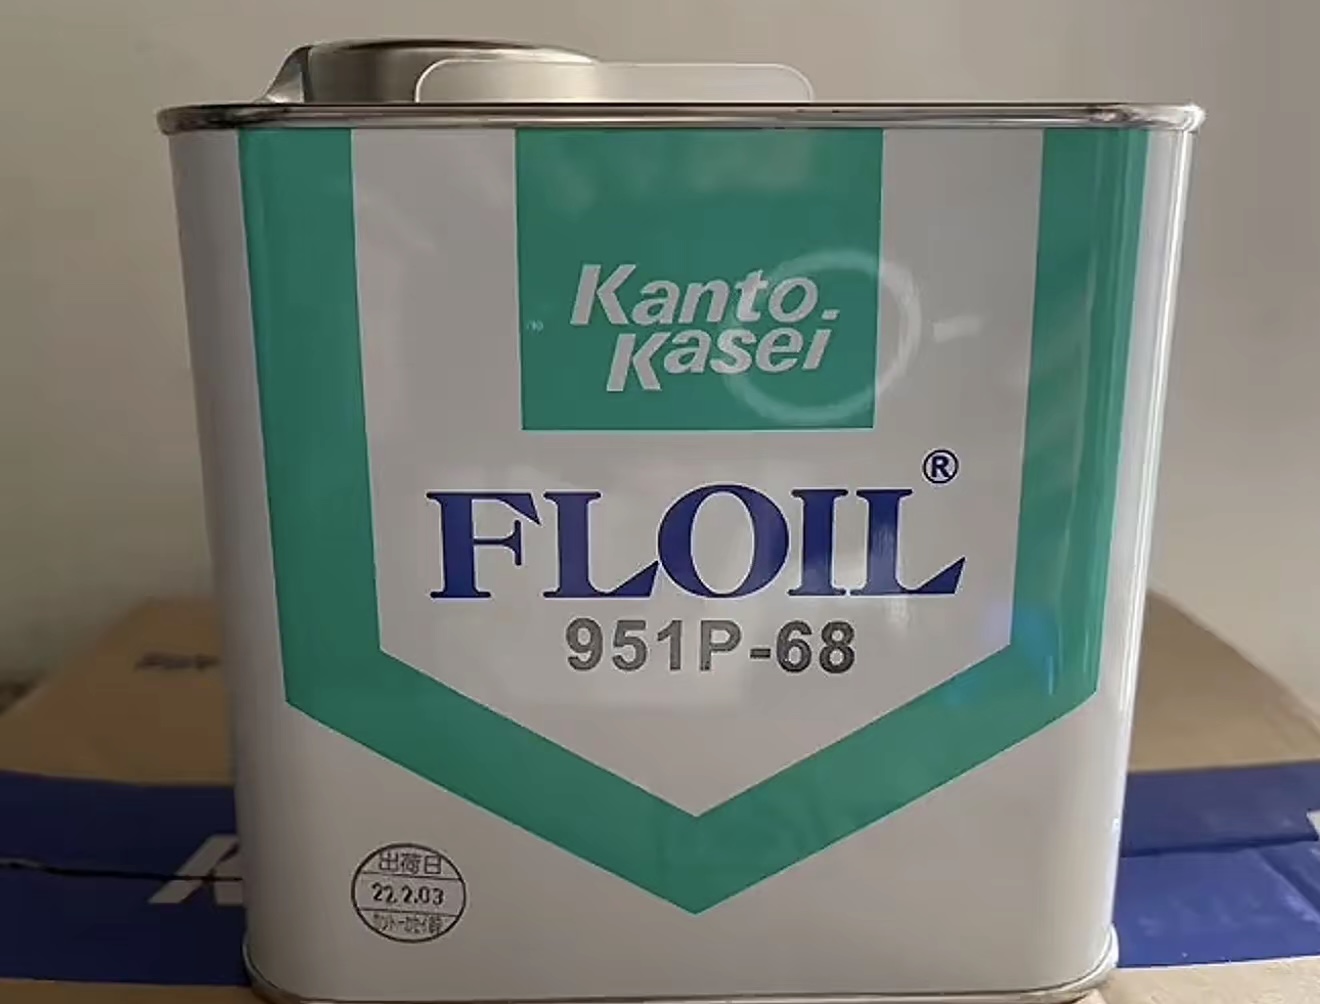 Kanto
Kasei
FLOIL®
951P-68
出荷日
22.2.03